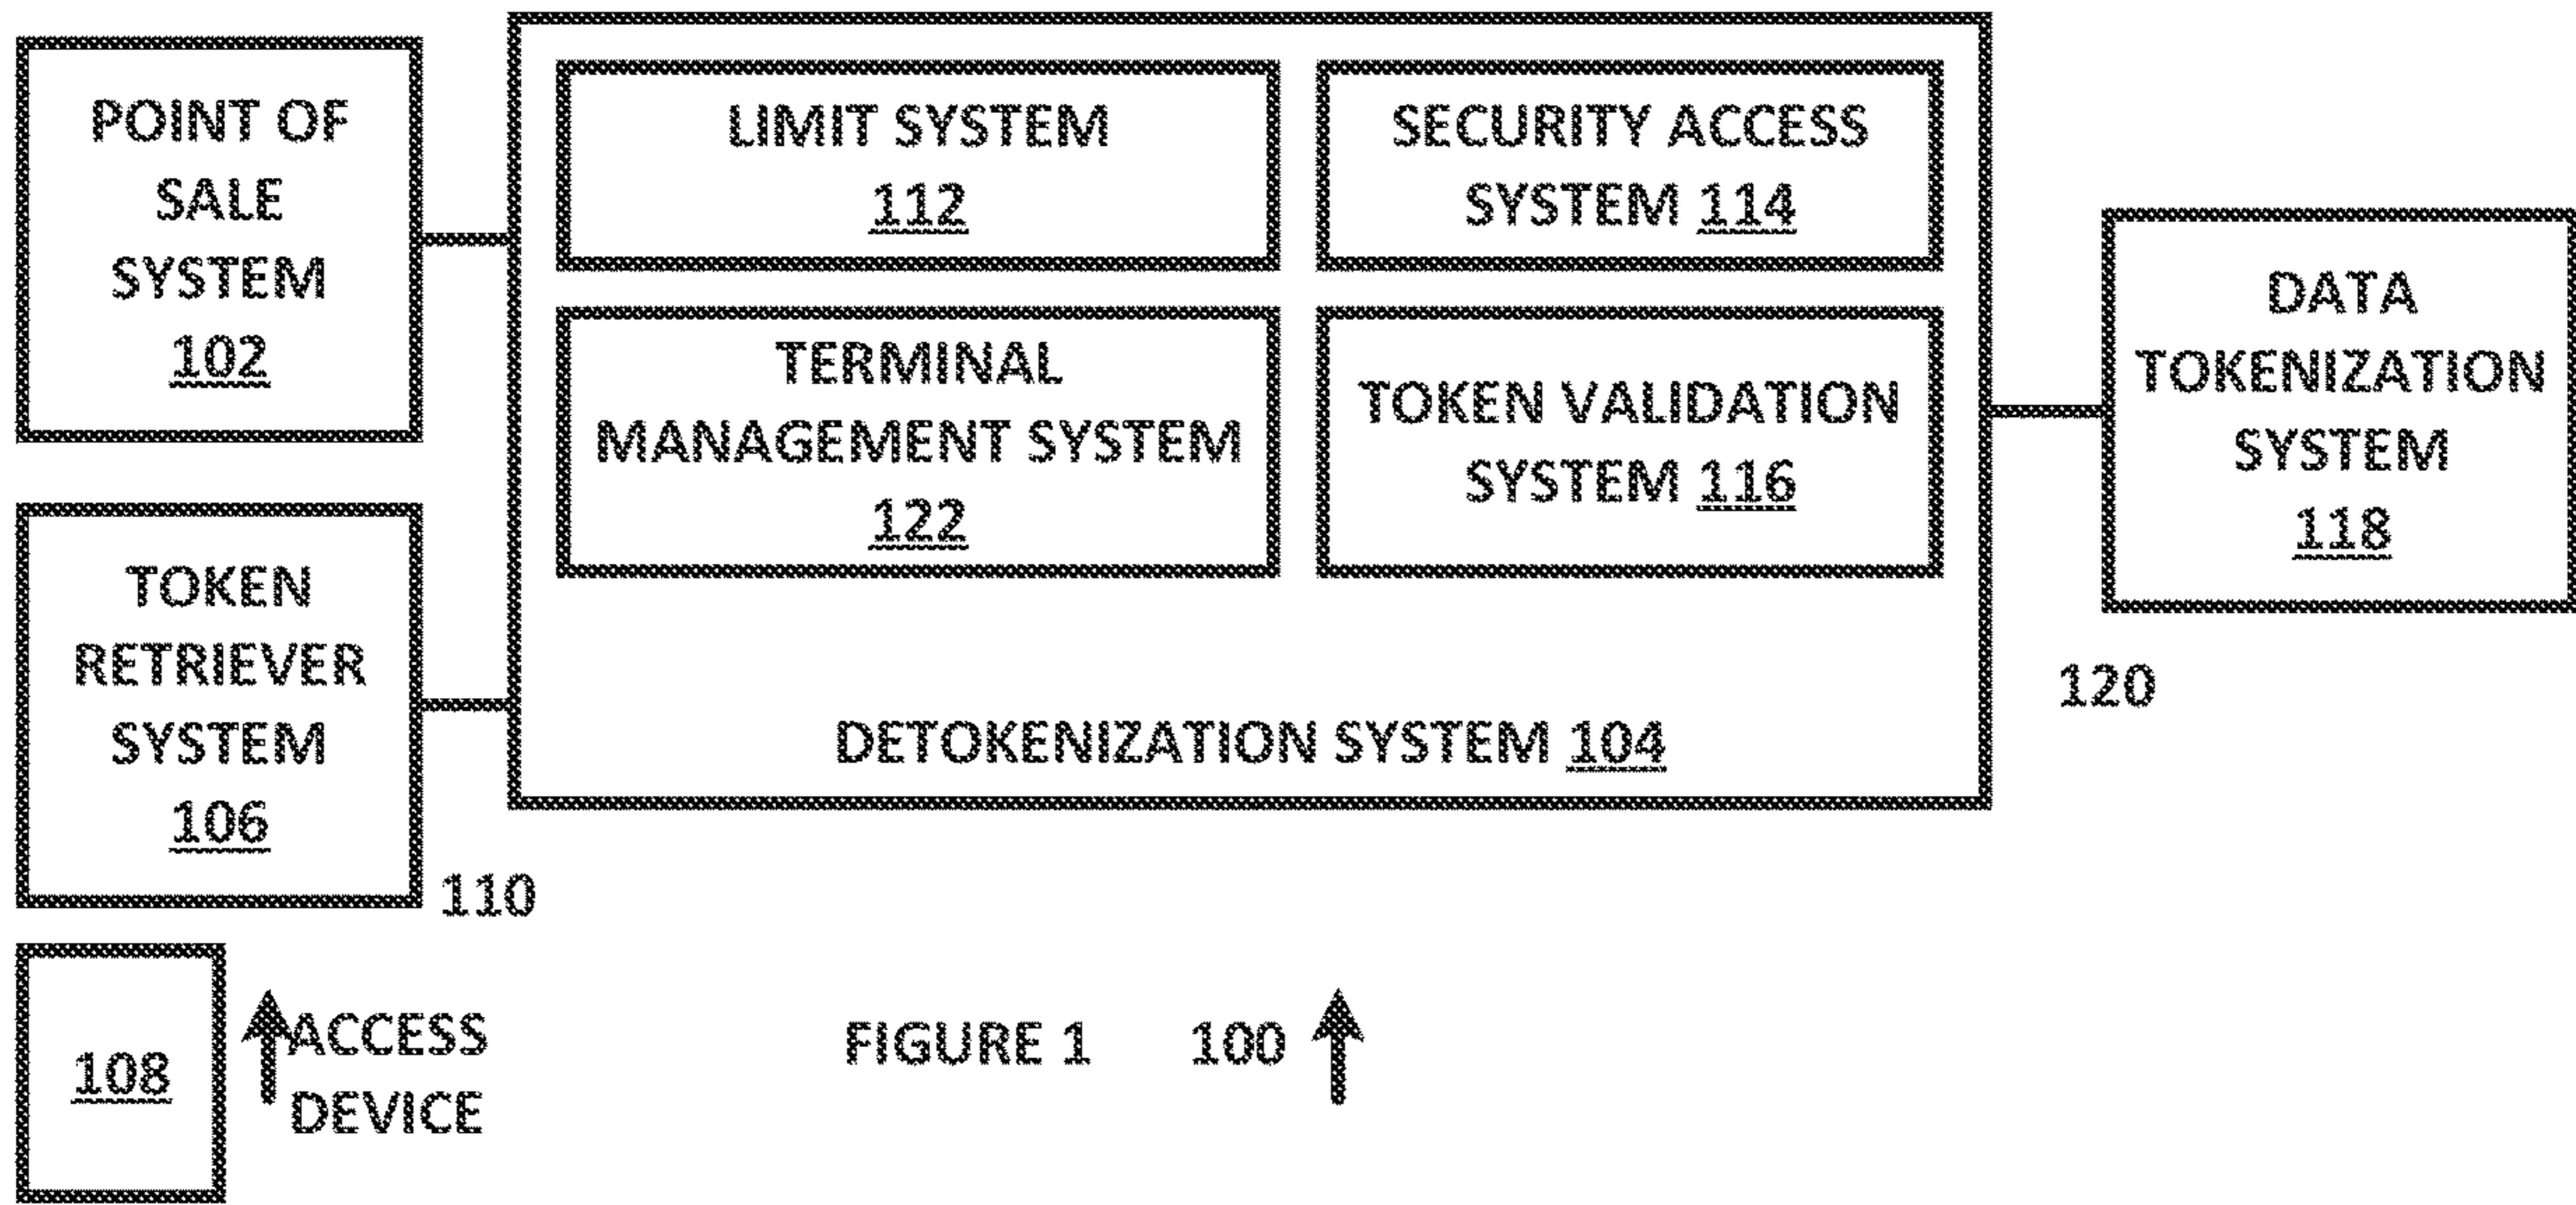 POINT OF
SALE
SYSTEM
102
LIMIT SYSTEM
112
SECURITY ACCESS
SYSTEM 114
TERMINAL
MANAGEMENT SYSTEM
122
TOKEN VALIDATION
SYSTEM 116
DATA
TOKENIZATION
SYSTEM
118
TOKEN
RETRIEVER
SYSTEM
106
DETOKENIZATION SYSTEM 104
120
110
108
ACCESS
DEVICE
FIGURE 1 100